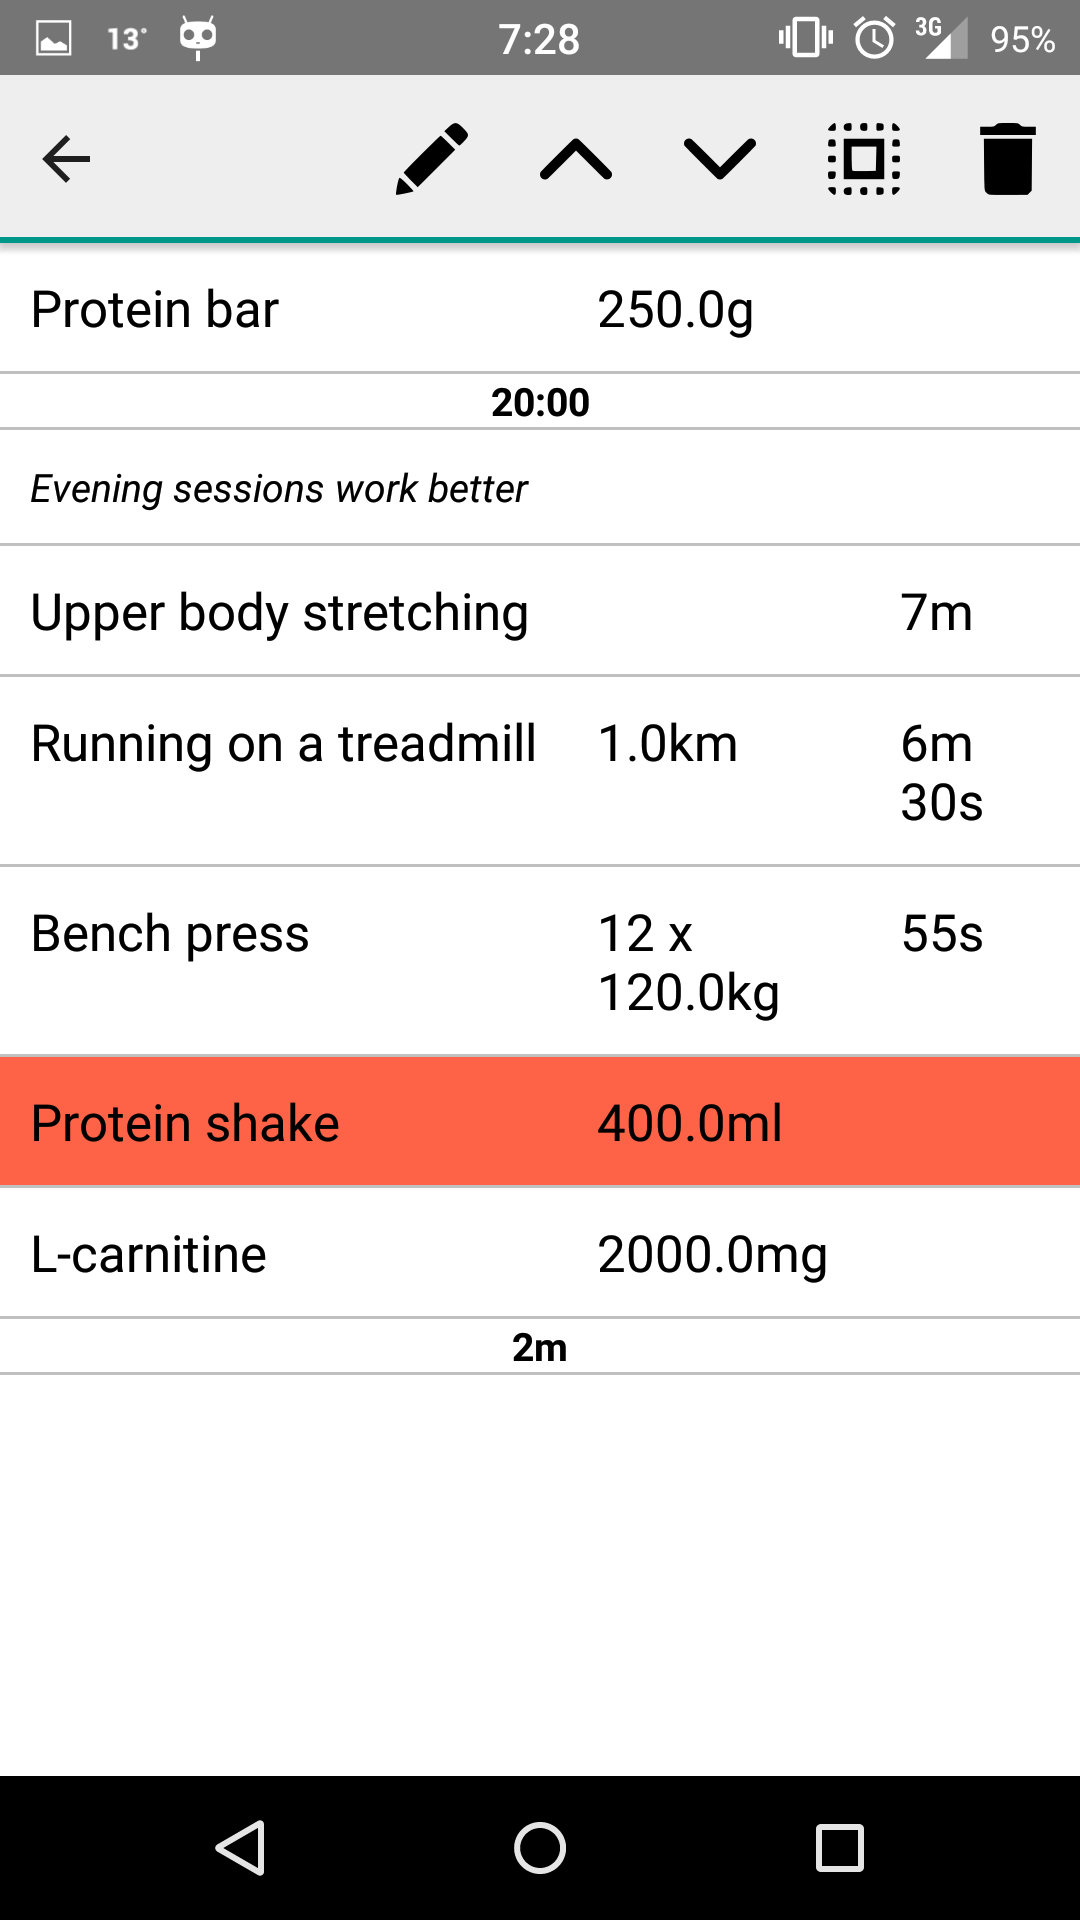 13° 7:28 3G 95%
Protein bar 250.0g
20:00
Evening sessions work better
Upper body stretching 7m
Running on a treadmill 1.0km 6m
30s
Bench press 12 x 55s
120.0kg
Protein shake 400.0ml
L-carnitine 2000.0mg
2m